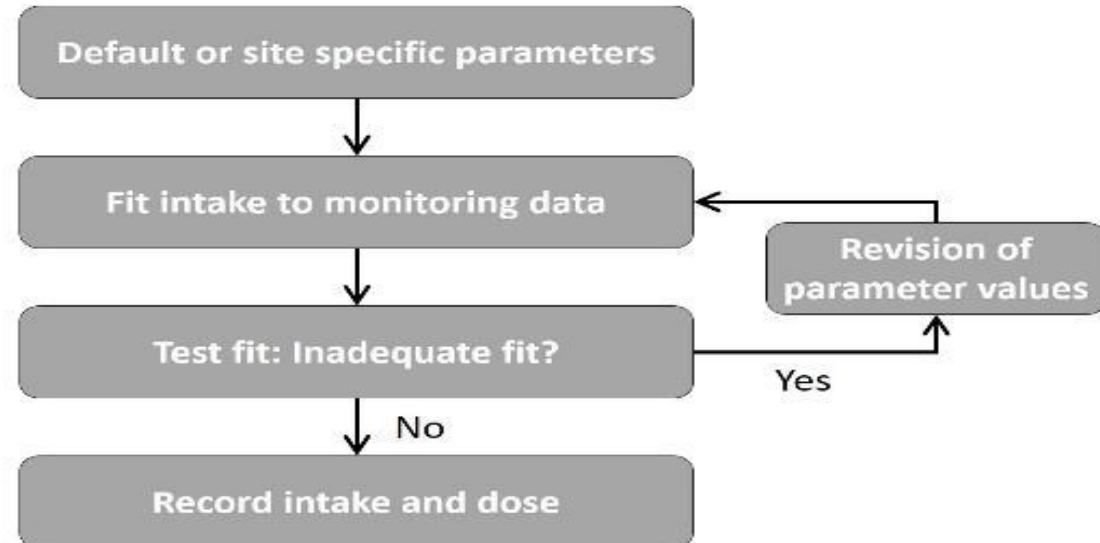 Default or site specific parameters
Fit intake to monitoring data
Revision of
parameter values
Test fit: Inadequate fit?
Yes
No
Record intake and dose